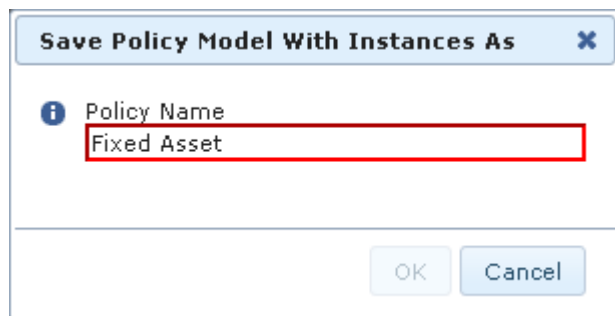 Save Policy Model With Instances As
Policy Name
Fixed Asset
OK Cancel